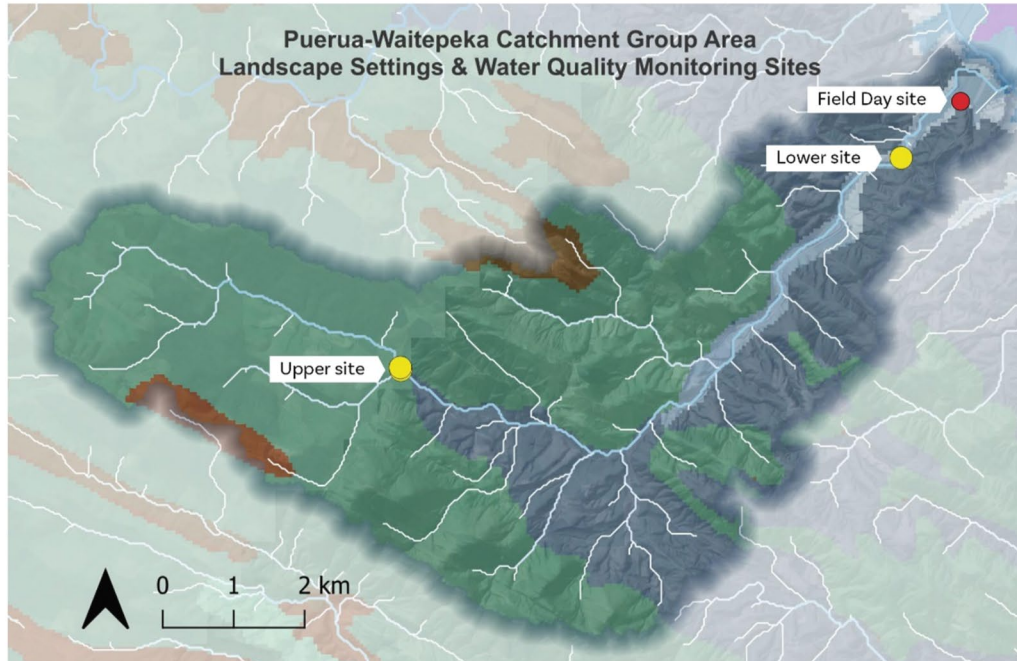 Puerua-Waitepeka Catchment Group Area
Landscape Settings & Water Quality Monitoring Sites
Field Day site
Lower site
Upper site
0 1 2 km